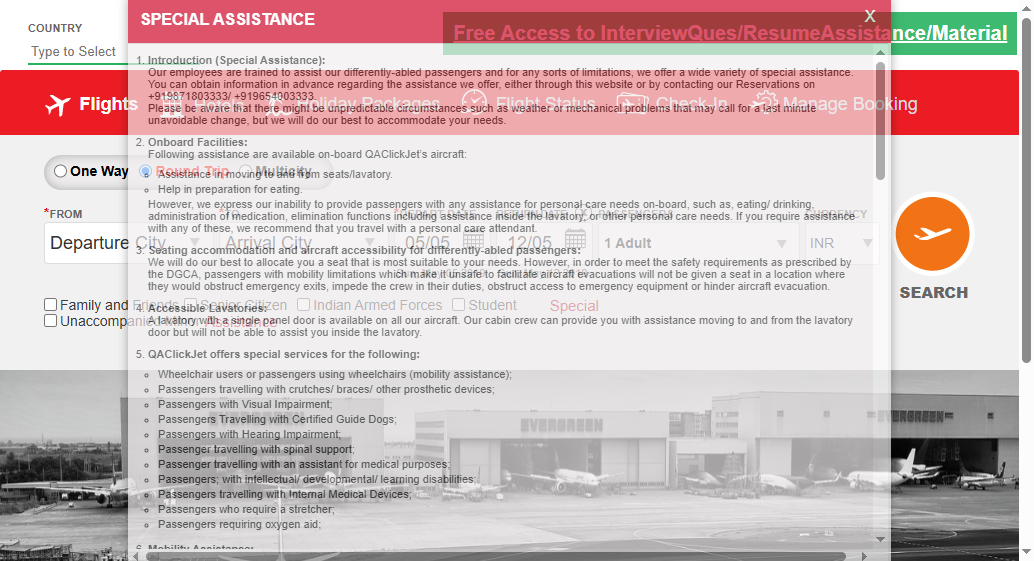 SPECIAL ASSISTANCE
X
COUNTRY
Type to Select
Free Access to InterviewQues/ResumeAssistance/Material
1. Introduction (Special Assistance):
Our employees are trained to assist our differently-abled passengers and for any sorts of limitations, we offer a wide variety of special assistance.
You can obtain information in advance regarding the assistance we offer, either through this website or by contacting our Reservations on
+919871803333/ +919654003333.
Please be aware that there might be unpredictable circumstances such as weather or mechanical problems that may call for a last minute
unavoidable change, but we will do our best to accommodate your needs.
Flights
Hotels
Holiday Packages
Flight Status
Check-In
Manage Booking
2. Onboard Facilities:
Following assistance are available on-board QAClickJet's aircraft:
Assistance in moving to and from seats/lavatory.
Help in preparation for eating.
However, we express our inability to provide passengers with any assistance for personal care needs on-board, such as, eating/ drinking,
administration of medication, elimination functions including assistance inside the lavatory, or other personal care needs. If you require assistance
with any of these, we recommend that you travel with a personal care attendant.
One Way
Round Trip
Multicity
*FROM
*TO
*DEPART DATE
RETURN DATE
PASSENGERS
CURRENCY
Departure City
Arrival City
05/05
12/05
1 Adult
INR
SEARCH
3. Seating accommodation and aircraft accessibility for differently-abled passengers:
We will do our best to allocate you a seat that is most suitable to your needs. However, in order to meet the safety requirements as prescribed by
the DGCA, passengers with mobility limitations which make it unsafe to facilitate aircraft evacuations will not be given a seat in a location where
they would obstruct emergency exits, impede the crew in their duties, obstruct access to emergency equipment or hinder aircraft evacuation.
Family and Friends
Senior Citizen
Indian Armed Forces
Student
Special
Unaccompanied Minor
Assistance
4. Accessible Lavatories:
A lavatory with a single panel door is available on all our aircraft. Our cabin crew can provide you with assistance moving to and from the lavatory
door but will not be able to assist you inside the lavatory.
5. QAClickJet offers special services for the following:
Wheelchair users or passengers using wheelchairs (mobility assistance);
Passengers travelling with crutches/ braces/ other prosthetic devices;
Passengers with Visual Impairment;
Passengers Travelling with Certified Guide Dogs;
Passengers with Hearing Impairment;
Passenger travelling with spinal support;
Passenger travelling with an assistant for medical purposes;
Passengers; with intellectual/ developmental/ learning disabilities.
Passengers travelling with Internal Medical Devices;
Passengers who require a stretcher;
Passengers requiring oxygen aid;
6. Mobility Assistance:
EVERGREEN
EVERGREEN
EVERGREEN